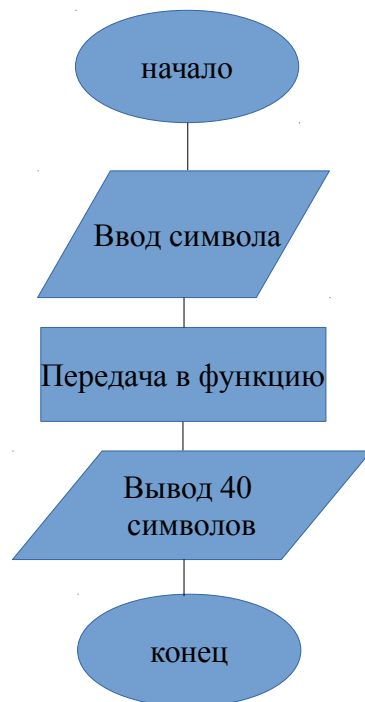 начало
Ввод символа
Передача в функцию
Вывод 40
символов
конец